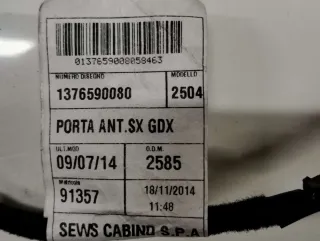 0137659000058463
NUMERO DISEGNO MODELLO
1376590080 2504
PORTA ANT.SX GDX
ULT.MOD O.D.M.
09/07/14 2585
91357 18/11/2014
11:48
SEWS CABIND S.P.A